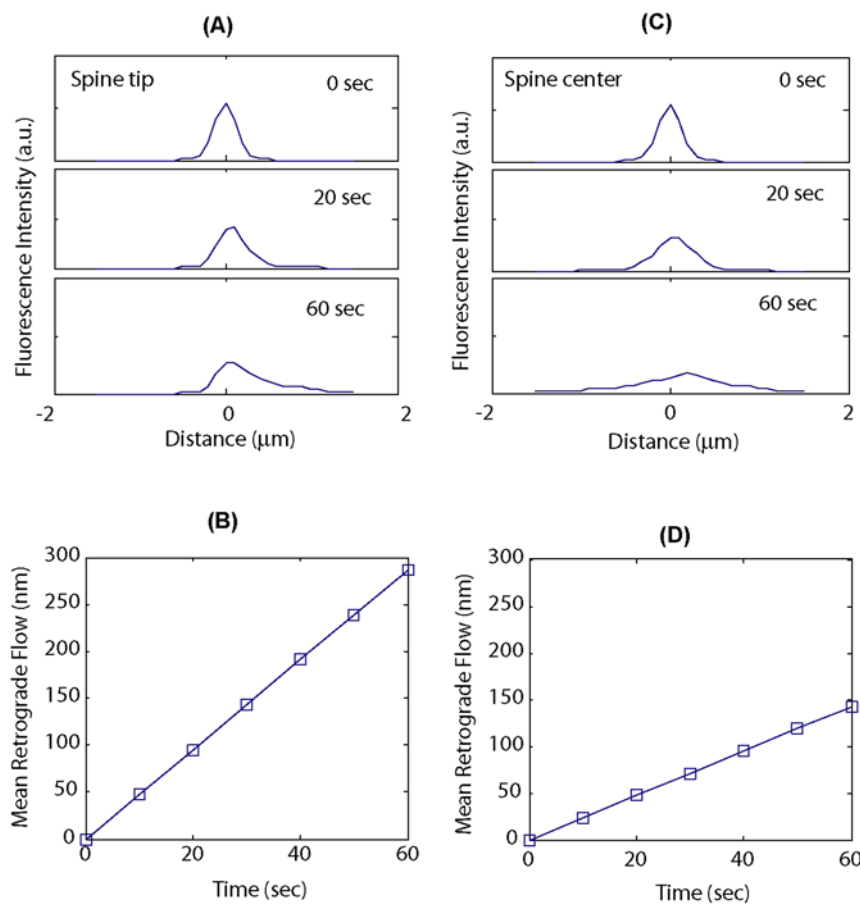 (A)
Spine tip
0 sec
20 sec
60 sec
Fluorescence Intensity (a.u.)
-2
0
2
Distance (μm)
(C)
Spine center
0 sec
20 sec
60 sec
Fluorescence Intensity (a.u.)
-2
0
2
Distance (μm)
(B)
300
250
200
150
100
50
0
Mean Retrograde Flow (nm)
0
20
40
60
Time (sec)
(D)
300
250
200
150
100
50
0
Mean Retrograde Flow (nm)
0
20
40
60
Time (sec)